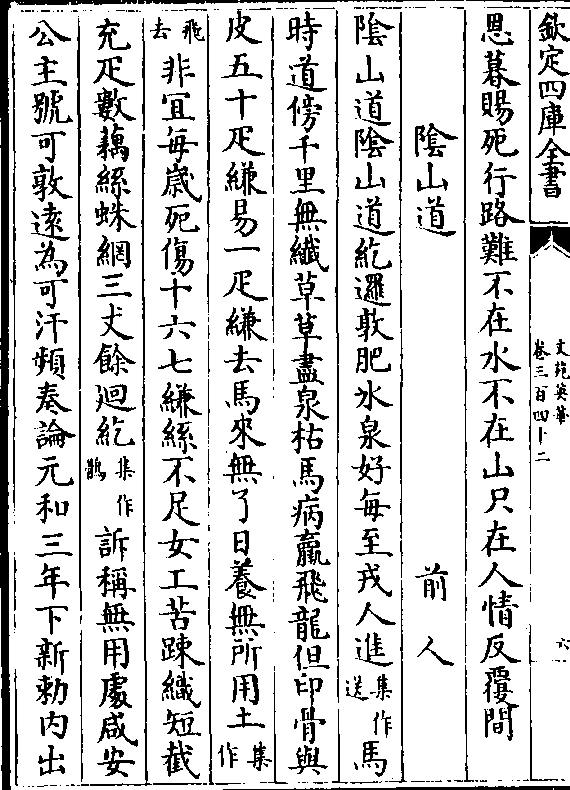 欽定四庫全書
文苑英華
卷三百四十二
六
恩暮賜死行路難不在水不在山只在人情反覆間
陰山道
前人
陰山道陰山道紇邏敦肥水泉好每至戎人進集作送馬
時道傍千里無纖草草盡泉枯馬病羸飛龍但印骨與
皮五十疋縑易一疋縑去馬來無了日養無所用土集作
飛去非宜每歳死傷十六七縑絲不足女工苦踈織短截
充疋數藕絲蛛網三丈餘迴紇集作鶻訴稱無用處咸安
公主號可敦逺為可汗頻奏論元和三年下新勅内出